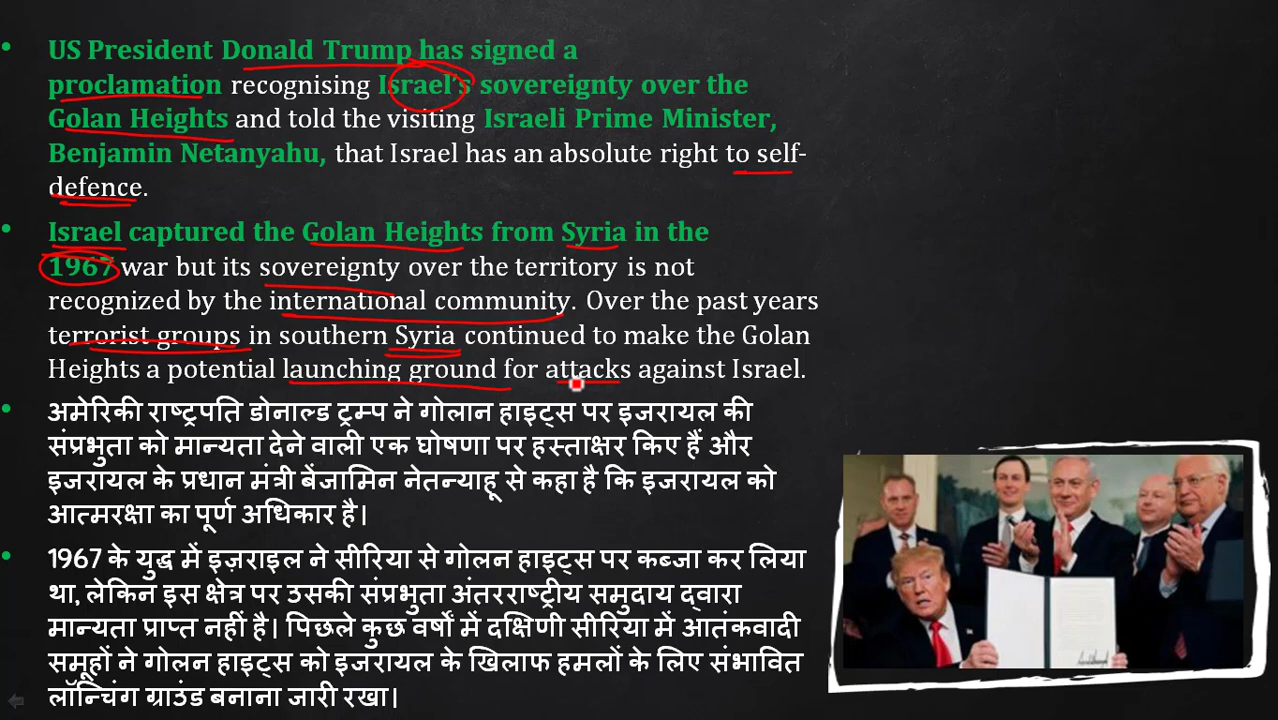 US President Donald Trump has signed a
proclamation recognising Israel's sovereignty over the
Golan Heights and told the visiting Israeli Prime Minister,
Benjamin Netanyahu, that Israel has an absolute right to self-
defence.
Israel captured the Golan Heights from Syria in the
1967 war but its sovereignty over the territory is not
recognized by the international community. Over the past years
terrorist groups in southern Syria continued to make the Golan
Heights a potential launching ground for attacks against Israel.
अमेरिकी राष्ट्रपति डोनाल्ड ट्रम्प ने गोलान हाइट्स पर इजरायल की
संप्रभुता को मान्यता देने वाली एक घोषणा पर हस्ताक्षर किए हैं और
इजरायल के प्रधान मंत्री बेंजामिन नेतन्याहू से कहा है कि इजरायल को
आत्मरक्षा का पूर्ण अधिकार है।
1967 के युद्ध में इज़राइल ने सीरिया से गोलन हाइट्स पर कब्जा कर लिया
था, लेकिन इस क्षेत्र पर उसकी संप्रभुता अंतरराष्ट्रीय समुदाय द्वारा
मान्यता प्राप्त नहीं है। पिछले कुछ वर्षों में दक्षिणी सीरिया में आतंकवादी
समूहों ने गोलन हाइट्स को इजरायल के खिलाफ हमलों के लिए संभावित
लॉन्चिंग ग्राउंड बनाना जारी रखा।